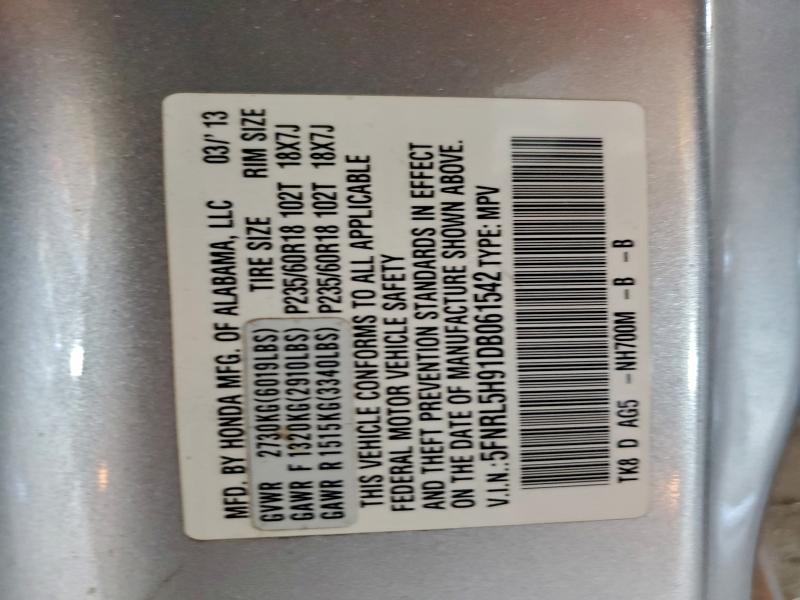 MFD. BY HONDA MFG. OF ALABAMA, LLC 03/'13
TIRE SIZE RIM SIZE
GVWR 2730KG(6019LBS)
GAWR F 1320KG(2910LBS) P235/60R18 102T 18X7J
GAWR R 1515KG(3340LBS) P235/60R18 102T 18X7J
THIS VEHICLE CONFORMS TO ALL APPLICABLE
FEDERAL MOTOR VEHICLE SAFETY
AND THEFT PREVENTION STANDARDS IN EFFECT
ON THE DATE OF MANUFACTURE SHOWN ABOVE.
V.I.N.:5FNRL5H91DB061542 TYPE: MPV
TK8 D AG5 -NH700M -B -B